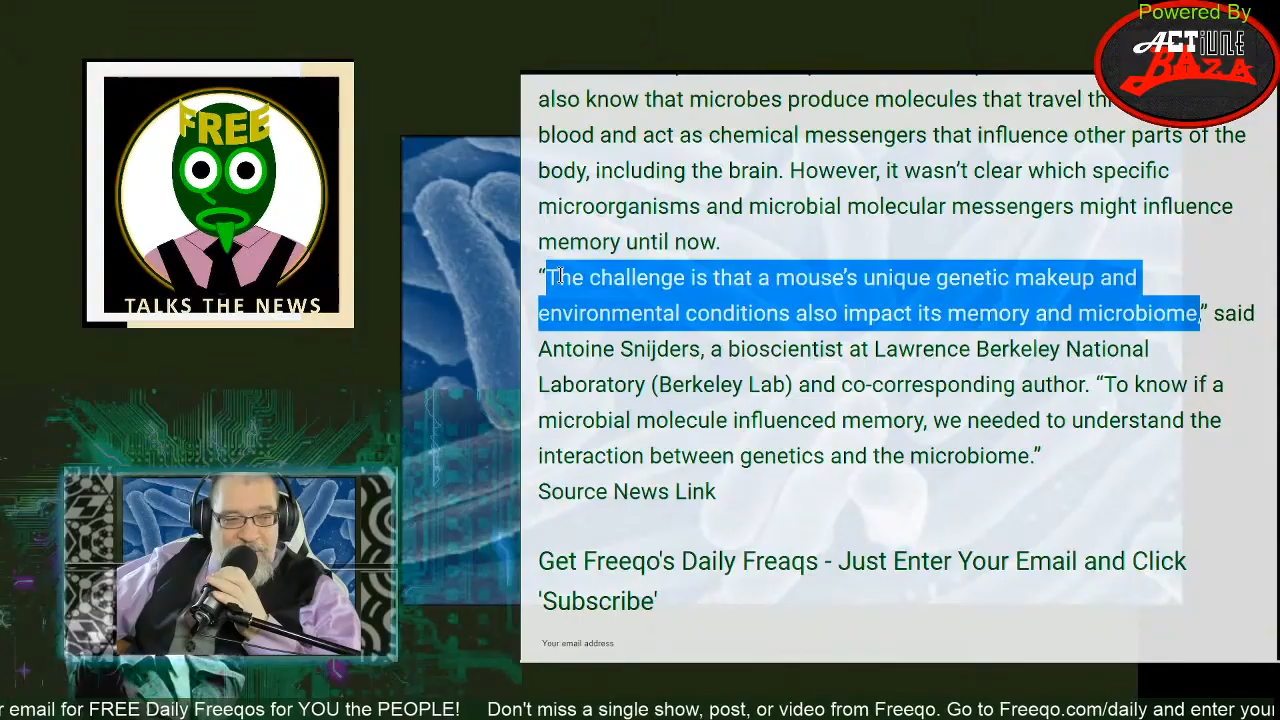 Powered By
ACTIUNE
BAZA
FREE
TALKS THE NEWS
also know that microbes produce molecules that travel
blood and act as chemical messengers that influence other parts of the
body, including the brain. However, it wasn’t clear which specific
microorganisms and microbial molecular messengers might influence
memory until now.
“The challenge is that a mouse’s unique genetic makeup and
environmental conditions also impact its memory and microbiome,” said
Antoine Snijders, a bioscientist at Lawrence Berkeley National
Laboratory (Berkeley Lab) and co-corresponding author. “To know if a
microbial molecule influenced memory, we needed to understand the
interaction between genetics and the microbiome.”
Source News Link
Get Freeqo's Daily Freaqs - Just Enter Your Email and Click
'Subscribe'
Your email address
r email for FREE Daily Freeqos for YOU the PEOPLE! Don't miss a single show, post, or video from Freeqo. Go to Freeqo.com/daily and enter your